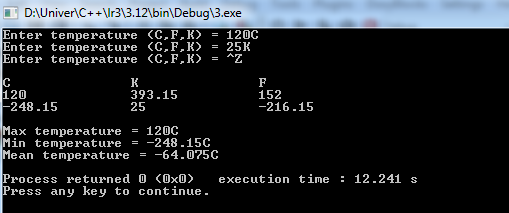 D:\Univer\C++\lr3\3.12\bin\Debug\3.exe
Enter temperature (C,F,K) = 120C
Enter temperature (C,F,K) = 25K
Enter temperature (C,F,K) = ^Z
C K F
120 393.15 152
-248.15 25 -216.15
Max temperature = 120C
Min temperature = -248.15C
Mean temperature = -64.075C
Process returned 0 (0x0) execution time : 12.241 s
Press any key to continue.